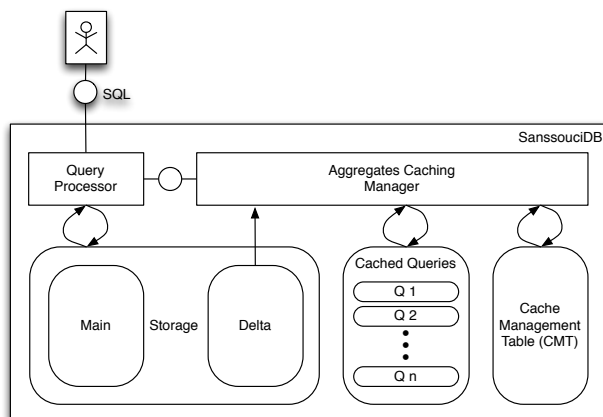 SQL
SanssouciDB
Query
Processor
Aggregates Caching
Manager
Main
Storage
Delta
Cached Queries
Q 1
Q 2
Q n
Cache
Management
Table (CMT)